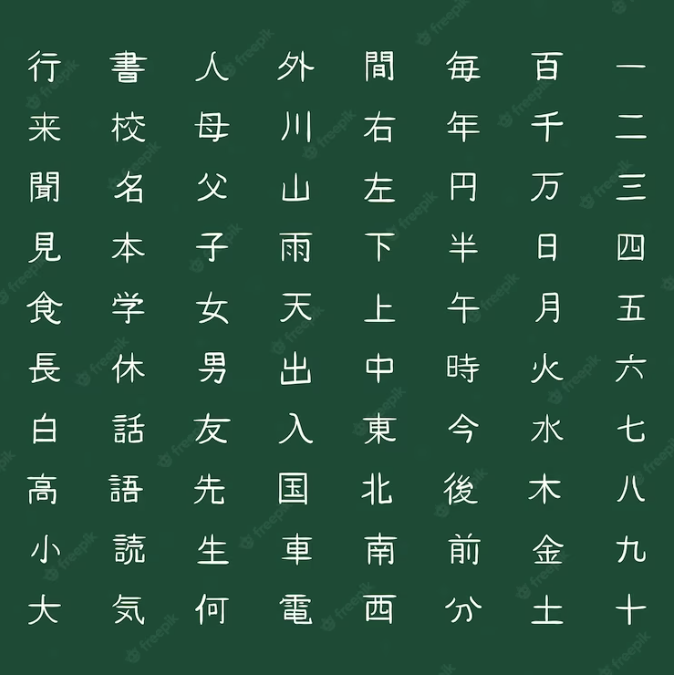 一二三四五六七八九十
百千万日月火水木金土
毎年円半午時今後前分
間右左下上中東北南西
外川山雨天出入国車電
人母父子女男友先生何
書校名本学休話語読気
行来聞見食長白高小大
freepik